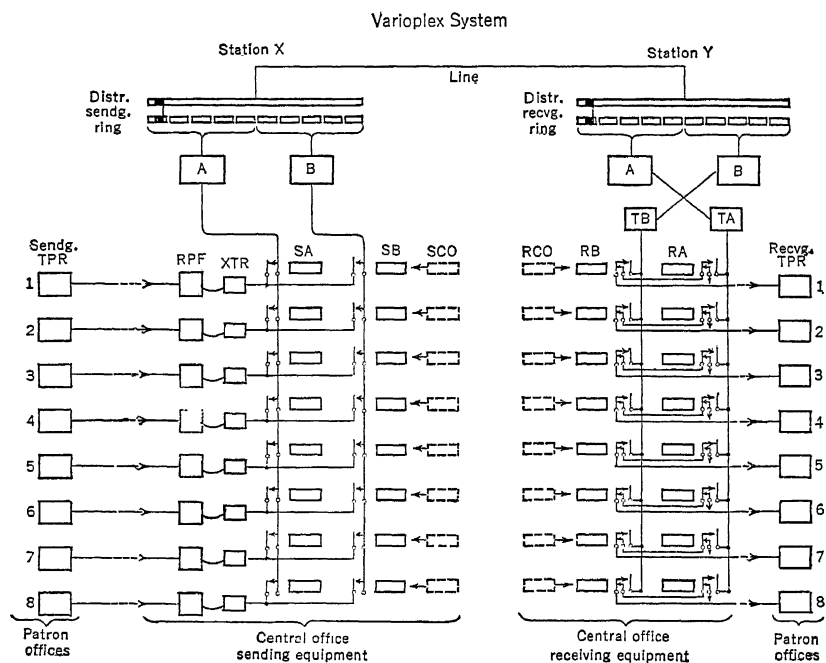 Varioplex System
Station X
Station Y
Line
Distr.
sendg.
ring
Distr.
recvg.
ring
A
B
A
B
TB
TA
Sendg.
TPR
RPF
XTR
SA
SB
SCO
RCO
RB
RA
Recvg.
TPR
1
1
2
2
3
3
4
4
5
5
6
6
7
7
8
8
Patron
offices
Central office
sending equipment
Central office
receiving equipment
Patron
offices